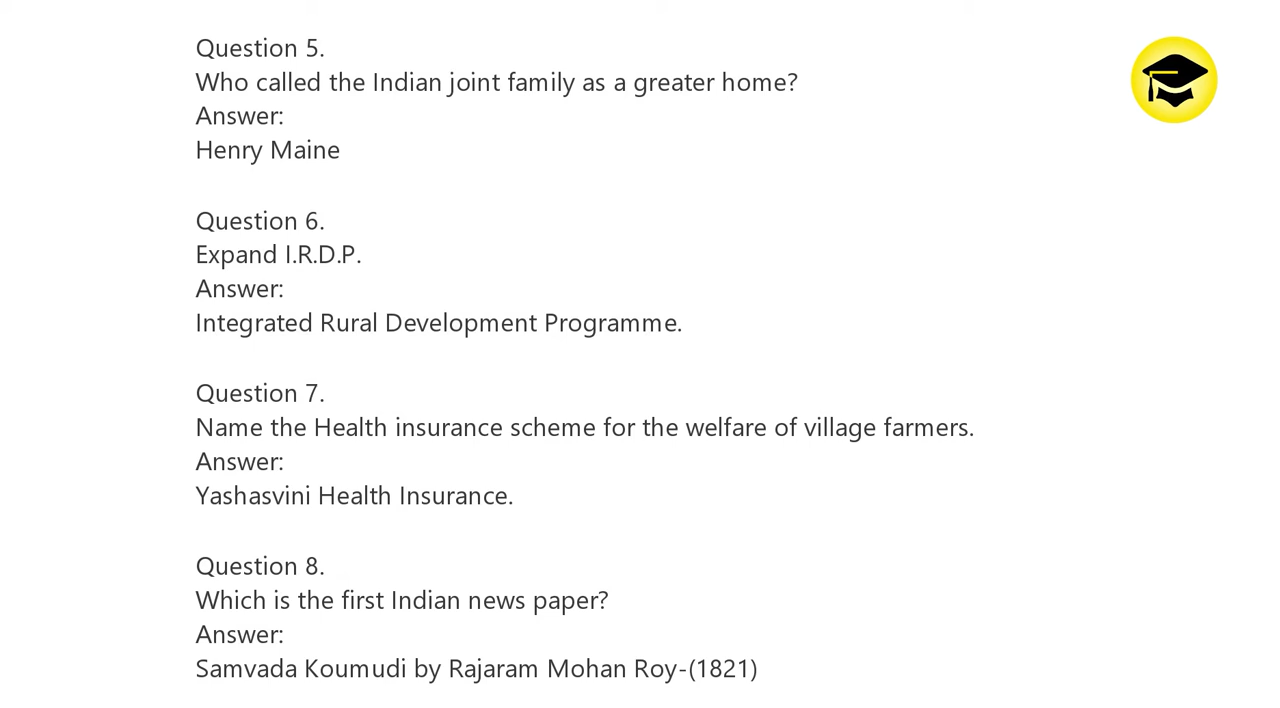 Question 5.
Who called the Indian joint family as a greater home?
Answer:
Henry Maine
Question 6.
Expand I.R.D.P.
Answer:
Integrated Rural Development Programme.
Question 7.
Name the Health insurance scheme for the welfare of village farmers.
Answer:
Yashasvini Health Insurance.
Question 8.
Which is the first Indian news paper?
Answer:
Samvada Koumudi by Rajaram Mohan Roy-(1821)